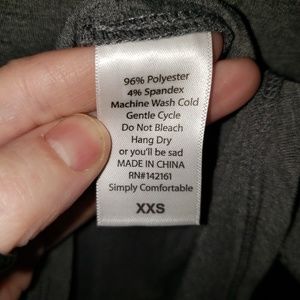 96% Polyester
4% Spandex
Machine Wash Cold
Gentle Cycle
Do Not Bleach
Hang Dry
or you'll be sad
MADE IN CHINA
RN#142161
Simply Comfortable
XXS